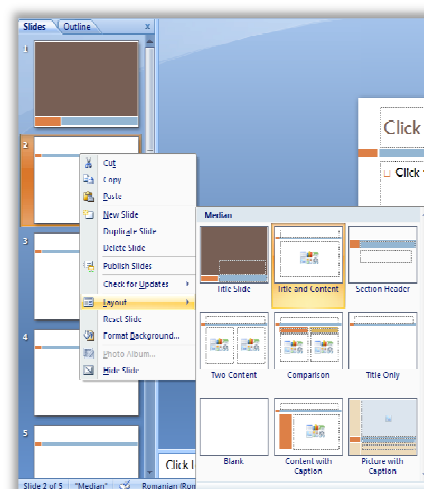 Slides Outline x
1
2
3
4
5
Cut
Copy
Paste
New Slide
Duplicate Slide
Delete Slide
Publish Slides
Check for Updates
Layout
Reset Slide
Format Background...
Photo Album...
Hide Slide
Median
Title Slide
Title and Content
Section Header
Two Content
Comparison
Title Only
Blank
Content with
Caption
Picture with
Caption
Click
Click
Click
Slide 2 of 5 "Median" Romanian (Rom